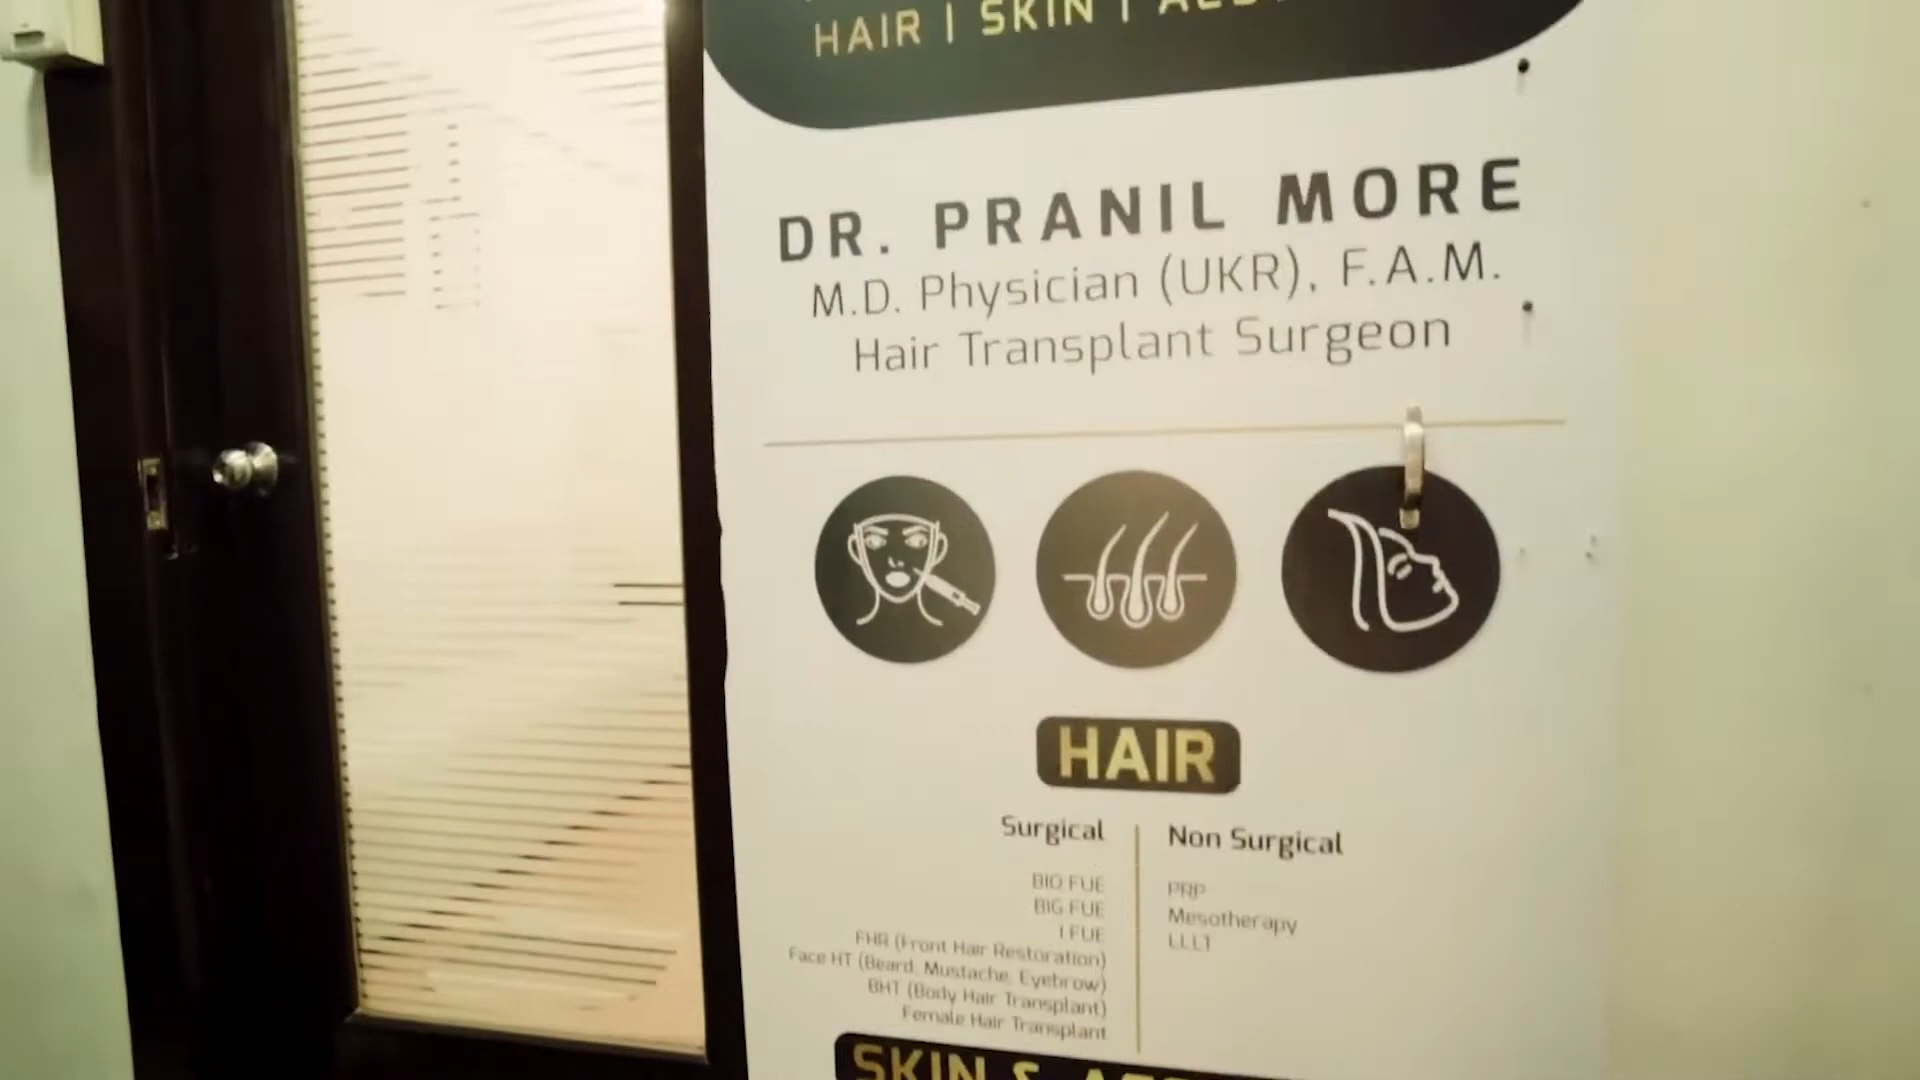 HAIR | SKIN |
DR. PRANIL MORE
M.D. Physician (UKR), F.A.M.
Hair Transplant Surgeon
HAIR
Surgical
BIO FUE
BIG FUE
I FUE
FHR (Front Hair Restoration)
Face HT (Beard, Mustache, Eyebrow)
BHT (Body Hair Transplant)
Female Hair Transplant
Non Surgical
PRP
Mesotherapy
LLLT
SKIN &